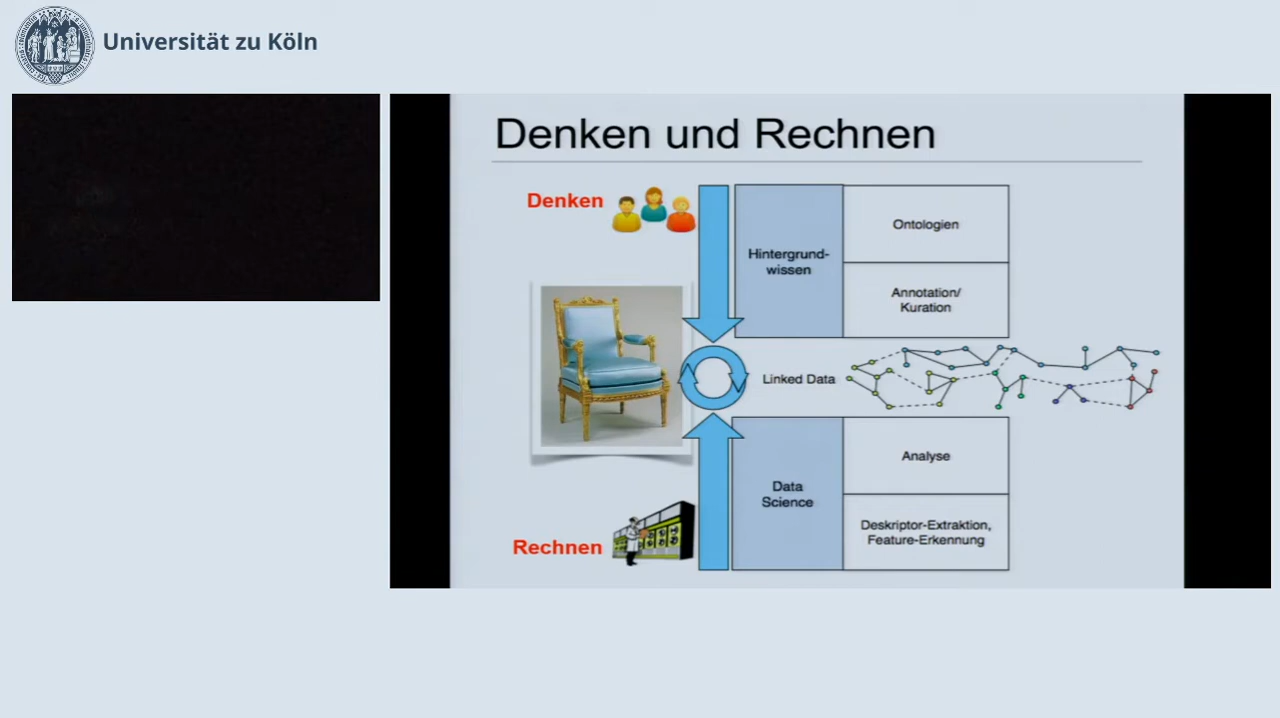 Universität zu Köln
Denken und Rechnen
Denken
Hintergrund-
wissen
Ontologien
Annotation/
Kuration
Linked Data
Data
Science
Analyse
Deskriptor-Extraktion,
Feature-Erkennung
Rechnen